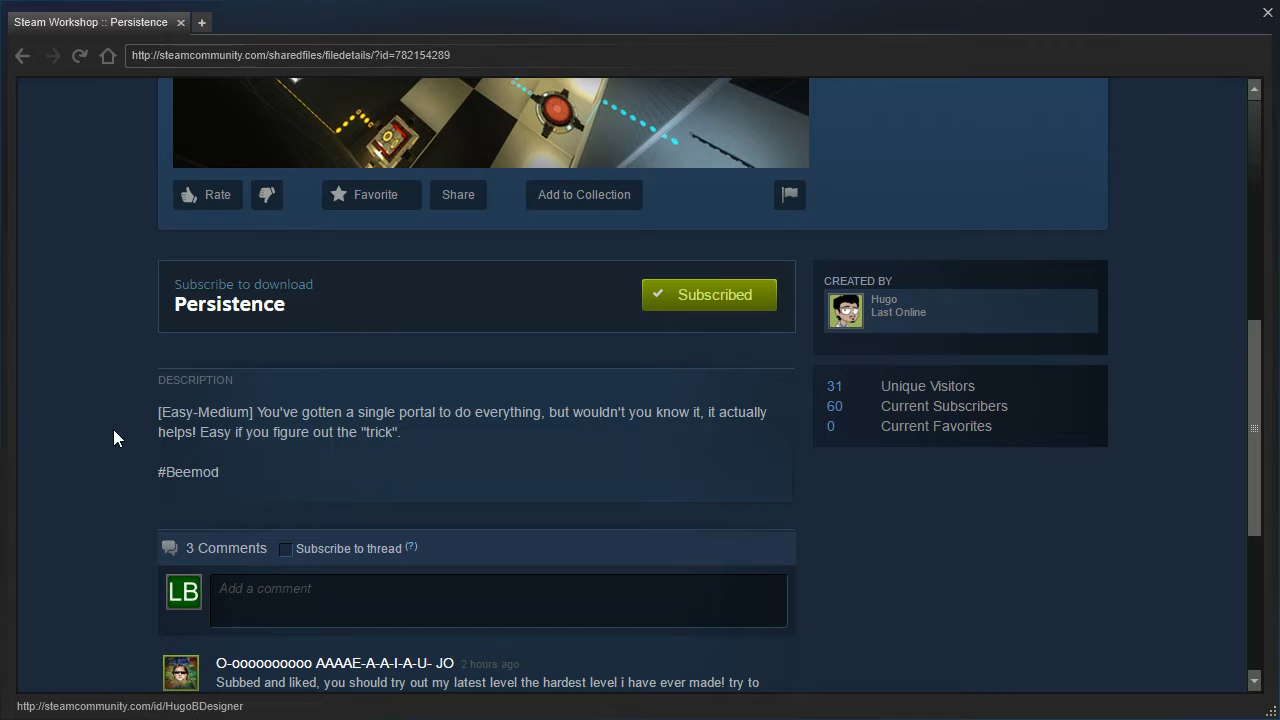 Steam Workshop :: Persistence
http://steamcommunity.com/sharedfiles/filedetails/?id=782154289
Rate
Favorite
Share
Add to Collection
Subscribe to download
Persistence
Subscribed
CREATED BY
Hugo
Last Online
31 Unique Visitors
60 Current Subscribers
0 Current Favorites
DESCRIPTION
[Easy-Medium] You've gotten a single portal to do everything, but wouldn't you know it, it actually
helps! Easy if you figure out the "trick".
#Beemod
3 Comments Subscribe to thread (?)
LB
Add a comment
O-oooooooooo AAAAE-A-A-I-A-U- JO 2 hours ago
Subbed and liked, you should try out my latest level the hardest level i have ever made! try to
http://steamcommunity.com/id/HugoBDesigner